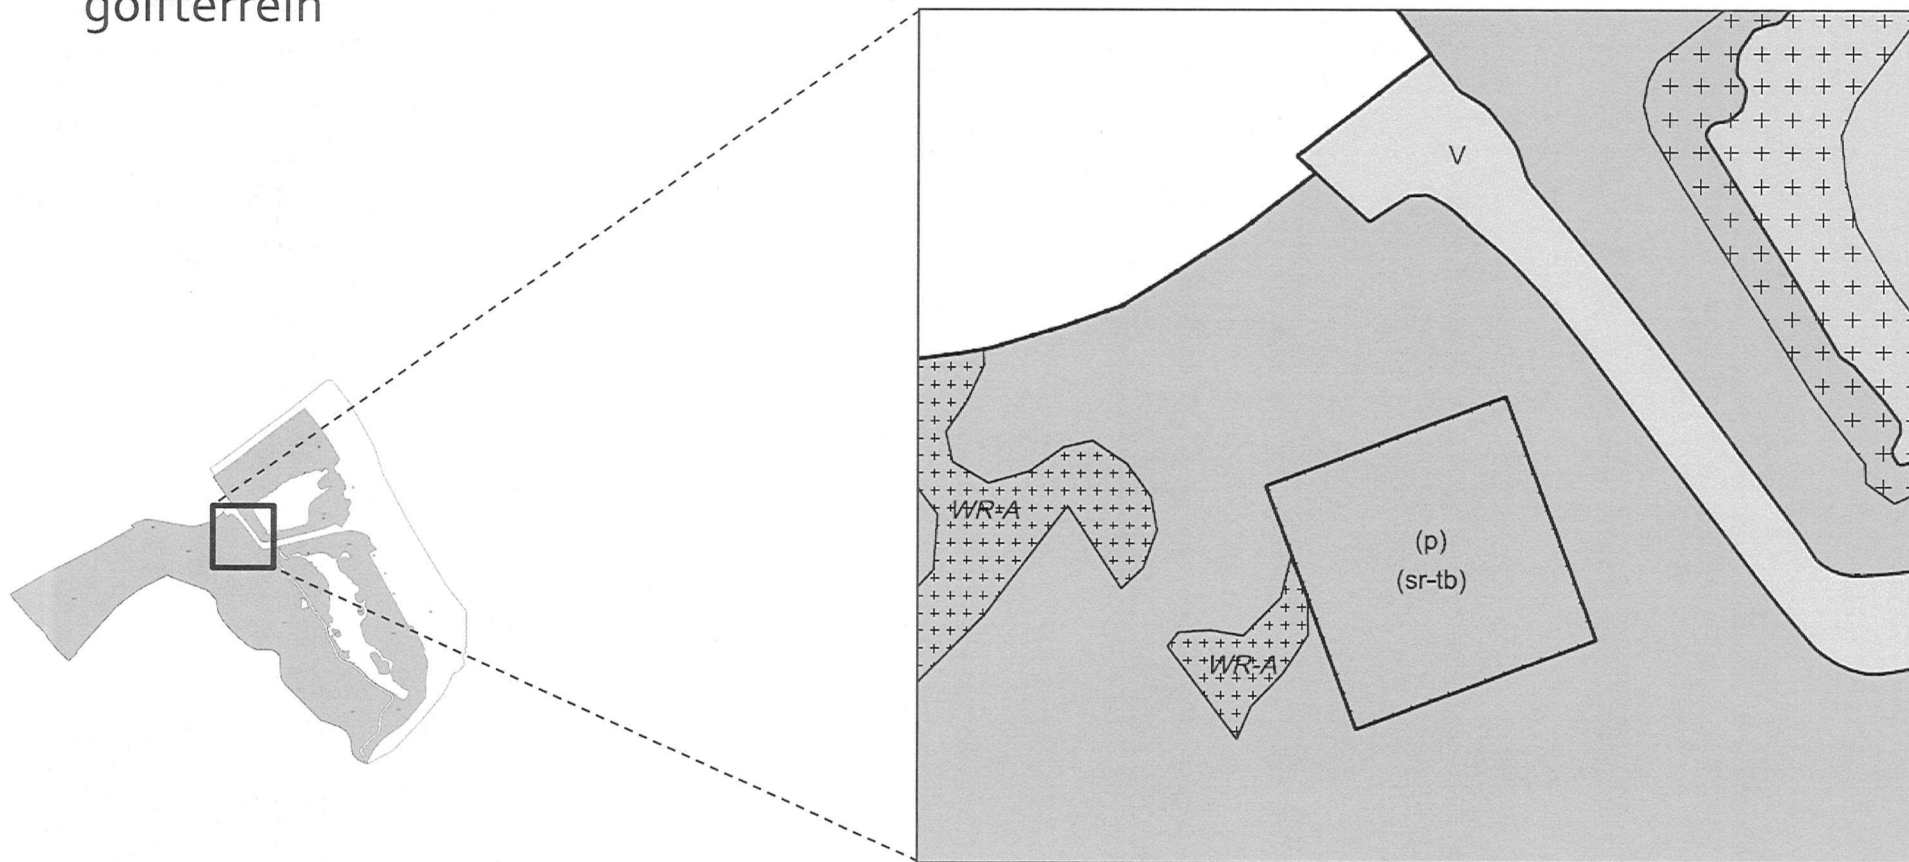 golfterrein
V
WR-A
(p)
(sr-tb)
WR-A